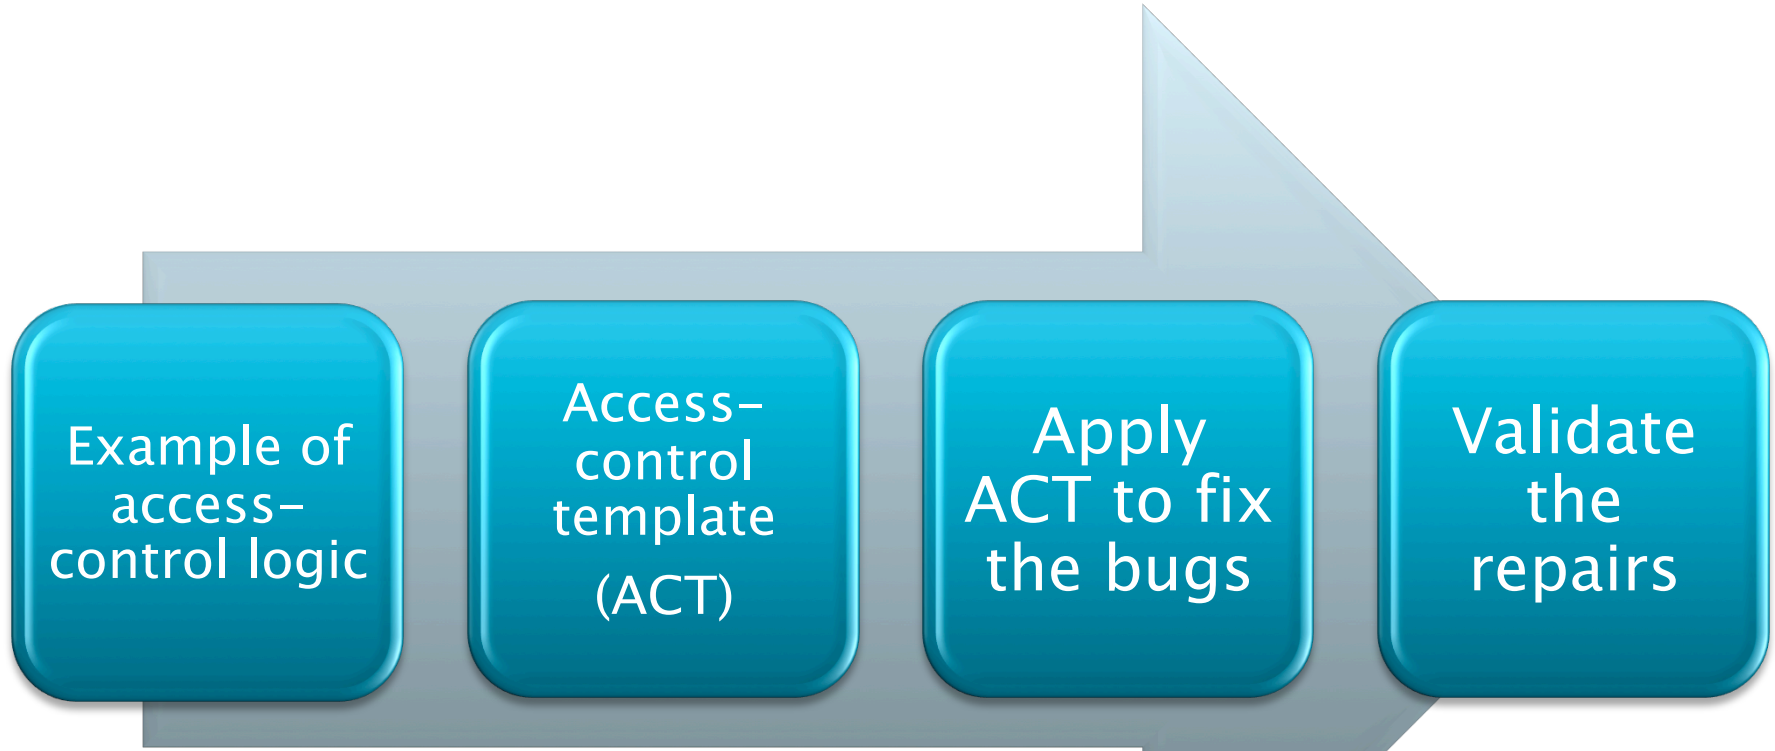 Example of
access-
control logic
Access-
control
template
(ACT)
Apply
ACT to fix
the bugs
Validate
the
repairs